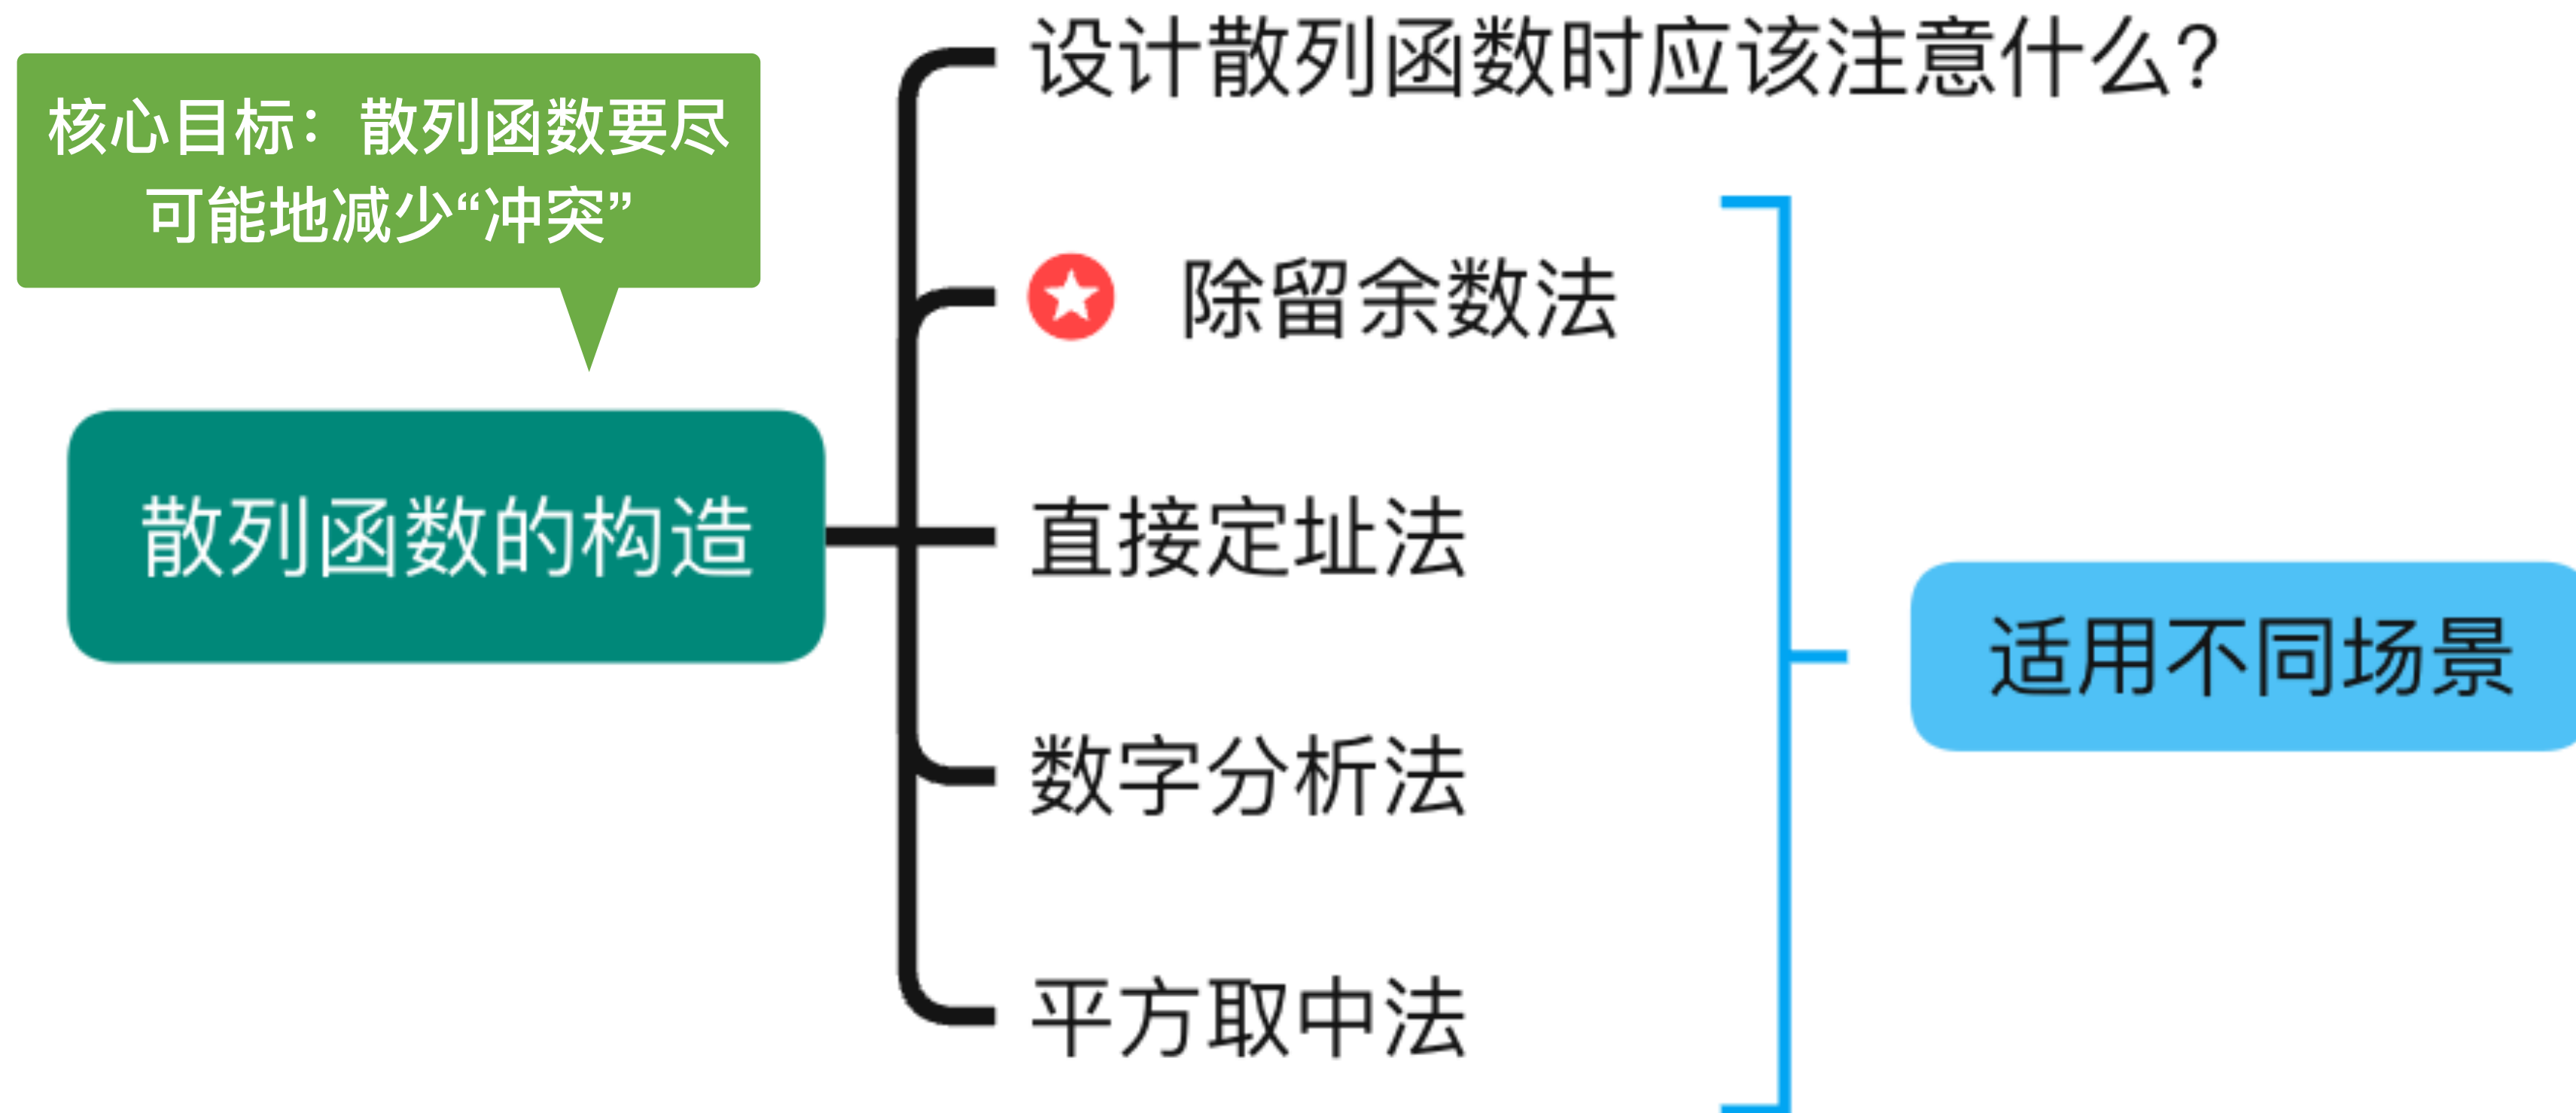 设计散列函数时应该注意什么？
核心目标：散列函数要尽
可能地减少“冲突”
除留余数法
散列函数的构造
直接定址法
适用不同场景
数字分析法
平方取中法